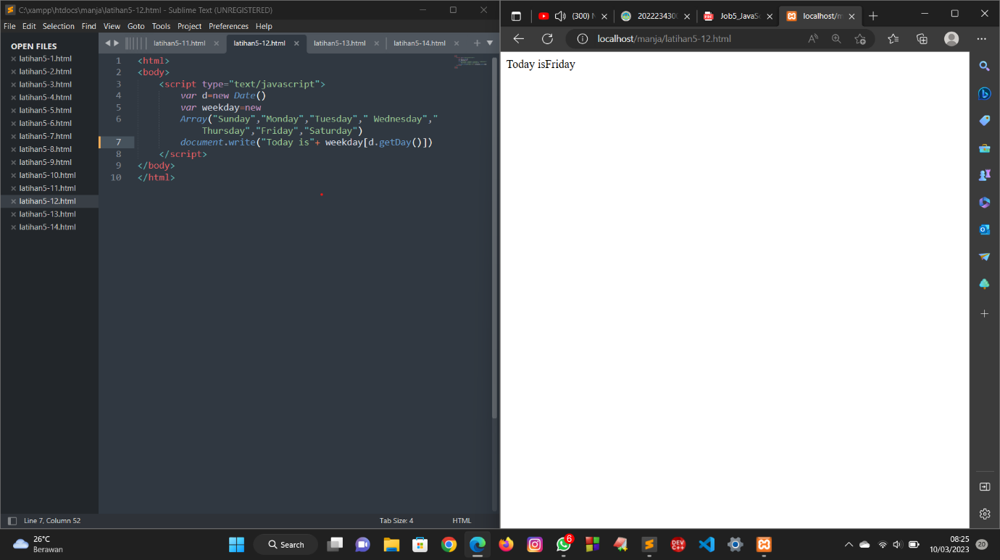 C:\xampp\htdocs\manja\latihan5-12.html - Sublime Text (UNREGISTERED)
File Edit Selection Find View Goto Tools Project Preferences Help
OPEN FILES
latihan5-1.html
latihan5-2.html
latihan5-3.html
latihan5-4.html
latihan5-5.html
latihan5-6.html
latihan5-7.html
latihan5-8.html
latihan5-9.html
latihan5-10.html
latihan5-11.html
latihan5-12.html
latihan5-13.html
latihan5-14.html
latihan5-11.html latihan5-12.html latihan5-13.html latihan5-14.html
1 <html>
2 <body>
3 <script type="text/javascript">
4 var d=new Date()
5 var weekday=new
6 Array("Sunday","Monday","Tuesday"," Wednesday","
Thursday","Friday","Saturday")
7 document.write("Today is"+ weekday[d.getDay()])
8 </script>
9 </body>
10 </html>
Line 7, Column 52 Tab Size: 4 HTML
(300) 202223430 Job5_JavaS localhost/m
localhost/manja/latihan5-12.html
Today isFriday
26°C
Berawan
Search
6
DEV
C++
08:25
10/03/2023
20